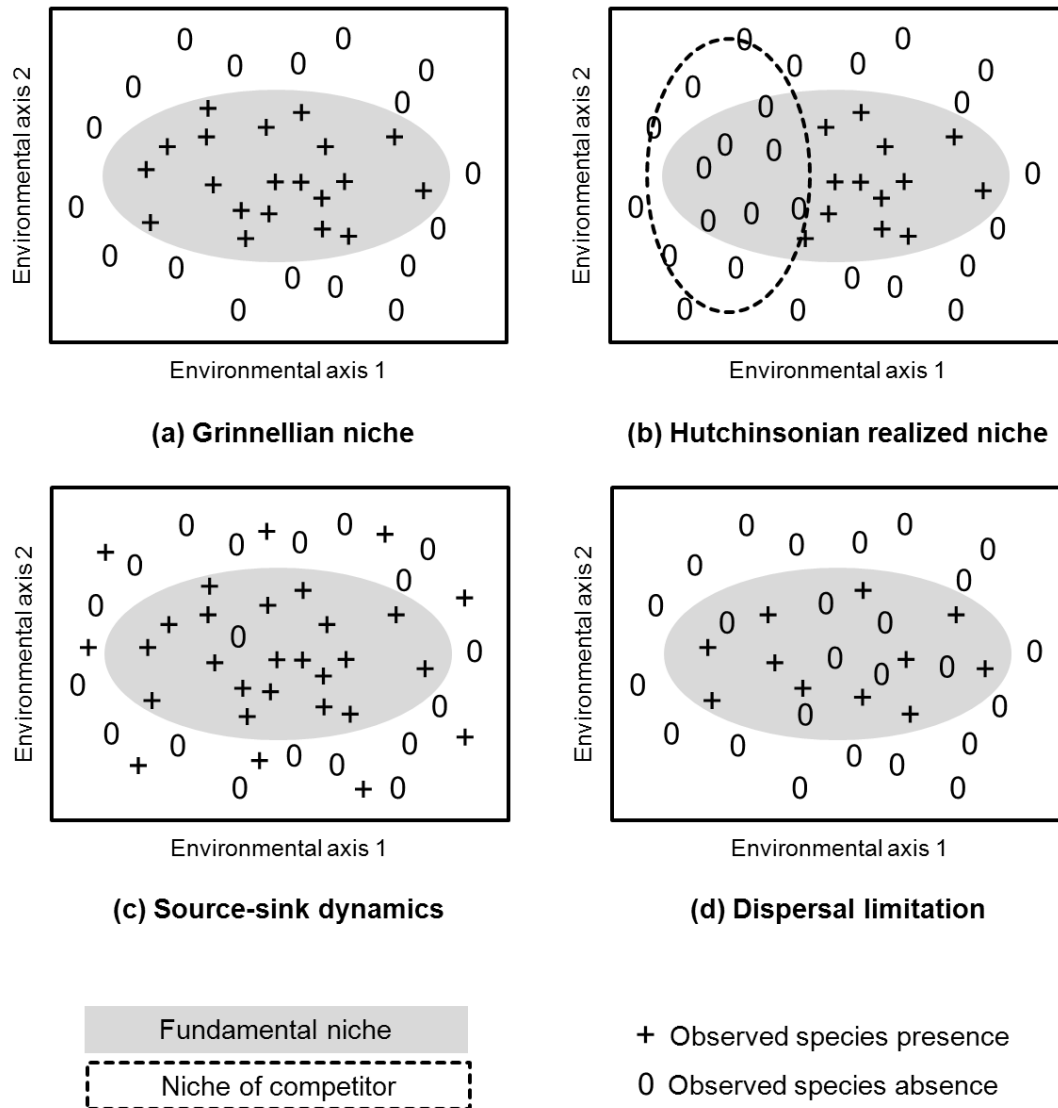 Environmental axis 2
Environmental axis 1
(a) Grinnellian niche
Environmental axis 2
Environmental axis 1
(b) Hutchinsonian realized niche
Environmental axis 2
Environmental axis 1
(c) Source-sink dynamics
Environmental axis 2
Environmental axis 1
(d) Dispersal limitation
Fundamental niche
Niche of competitor
+ Observed species presence
0 Observed species absence